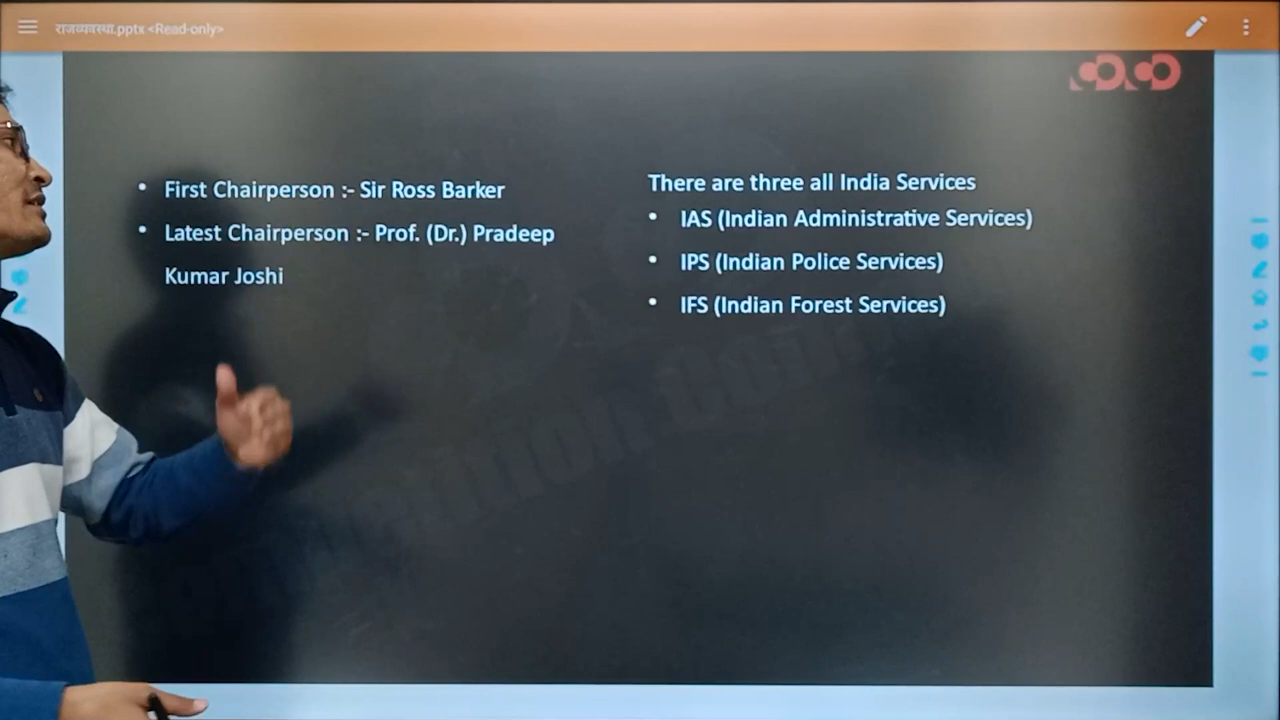 राजव्यवस्था.pptx <Read-only>
• First Chairperson :- Sir Ross Barker
• Latest Chairperson :- Prof. (Dr.) Pradeep
Kumar Joshi
There are three all India Services
• IAS (Indian Administrative Services)
• IPS (Indian Police Services)
• IFS (Indian Forest Services)